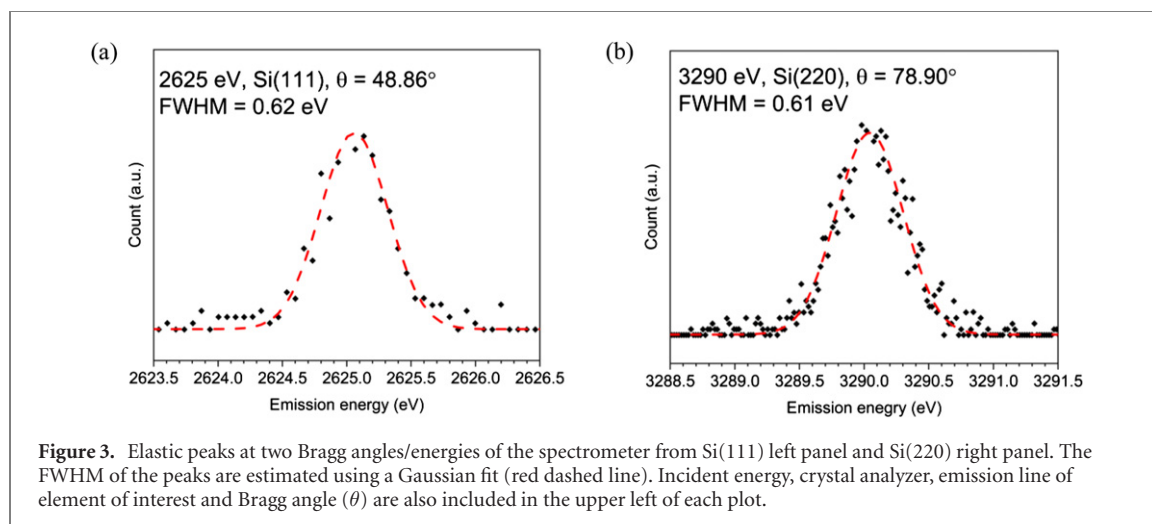 (a)
2625 eV, Si(111), θ = 48.86°
FWHM = 0.62 eV
Count (a.u.)
2623.5 2624.0 2624.5 2625.0 2625.5 2626.0 2626.5
Emission energy (eV)
(b)
3290 eV, Si(220), θ = 78.90°
FWHM = 0.61 eV
Count (a.u.)
3288.5 3289.0 3289.5 3290.0 3290.5 3291.0 3291.5
Emission enegry (eV)
Figure 3. Elastic peaks at two Bragg angles/energies of the spectrometer from Si(111) left panel and Si(220) right panel. The
FWHM of the peaks are estimated using a Gaussian fit (red dashed line). Incident energy, crystal analyzer, emission line of
element of interest and Bragg angle (θ) are also included in the upper left of each plot.